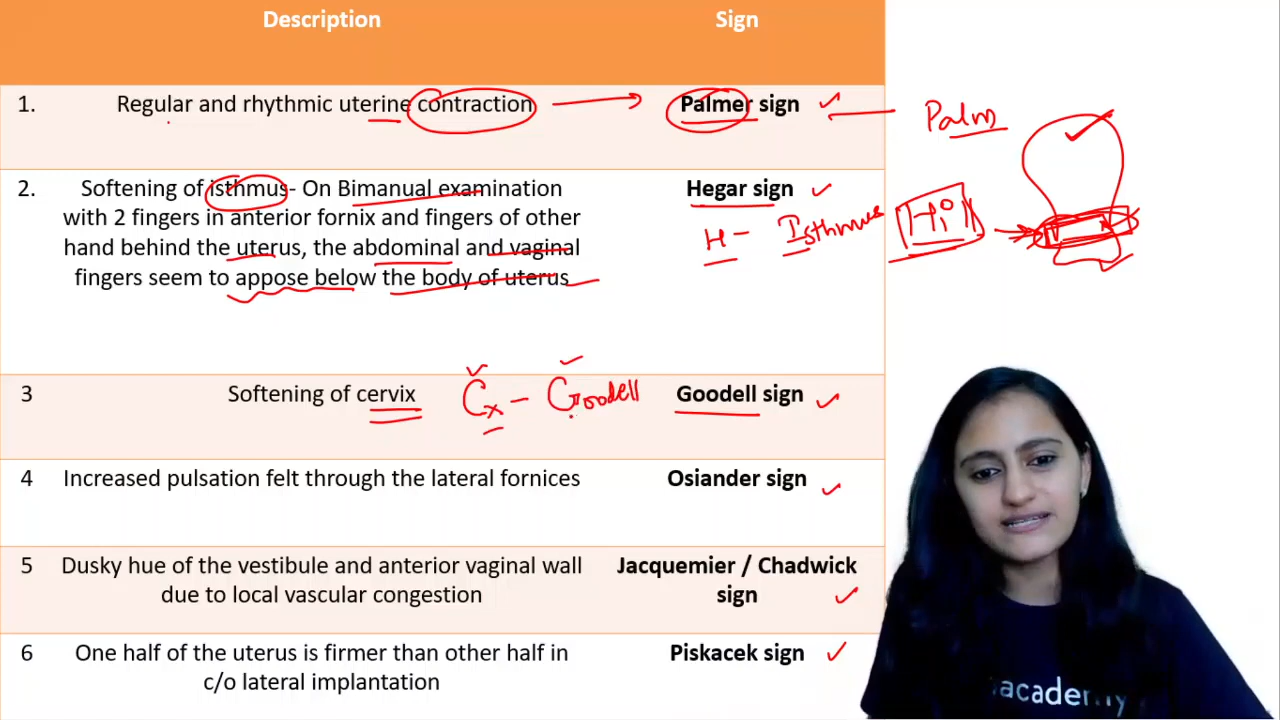 Description Sign
1. Regular and rhythmic uterine contraction Palmer sign
Palm
2. Softening of isthmus- On Bimanual examination Hegar sign
with 2 fingers in anterior fornix and fingers of other
hand behind the uterus, the abdominal and vaginal
fingers seem to appose below the body of uterus
H - Isthmus
Hi
3 Softening of cervix Cx - Goodell Goodell sign
4 Increased pulsation felt through the lateral fornices Osiander sign
5 Dusky hue of the vestibule and anterior vaginal wall Jacquemier / Chadwick
due to local vascular congestion sign
6 One half of the uterus is firmer than other half in Piskacek sign
c/o lateral implantation
academy